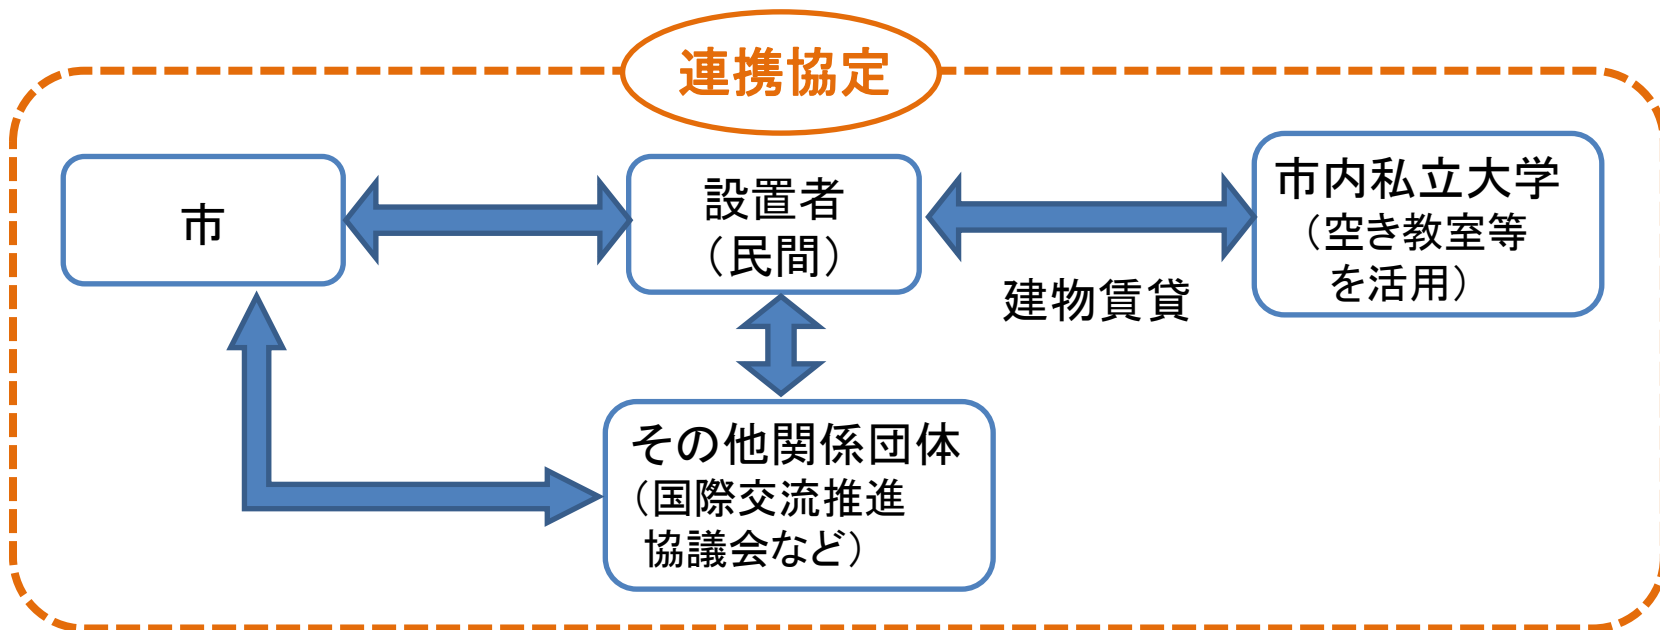 連携協定
市
設置者
（民間）
市内私立大学
（空き教室等
を活用）
建物賃貸
その他関係団体
（国際交流推進
協議会など）